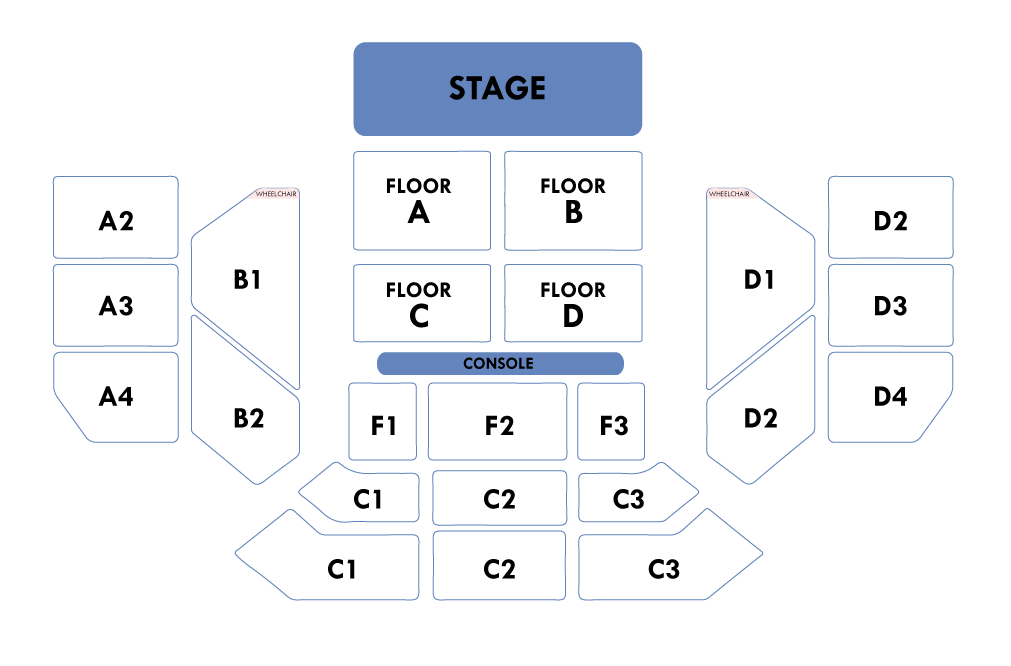 STAGE
FLOOR
A
FLOOR
B
WHEELCHAIR
WHEELCHAIR
A2
D2
B1
D1
A3
D3
FLOOR
C
FLOOR
D
CONSOLE
A4
D4
B2
F1
F2
F3
D2
C1
C2
C3
C1
C2
C3